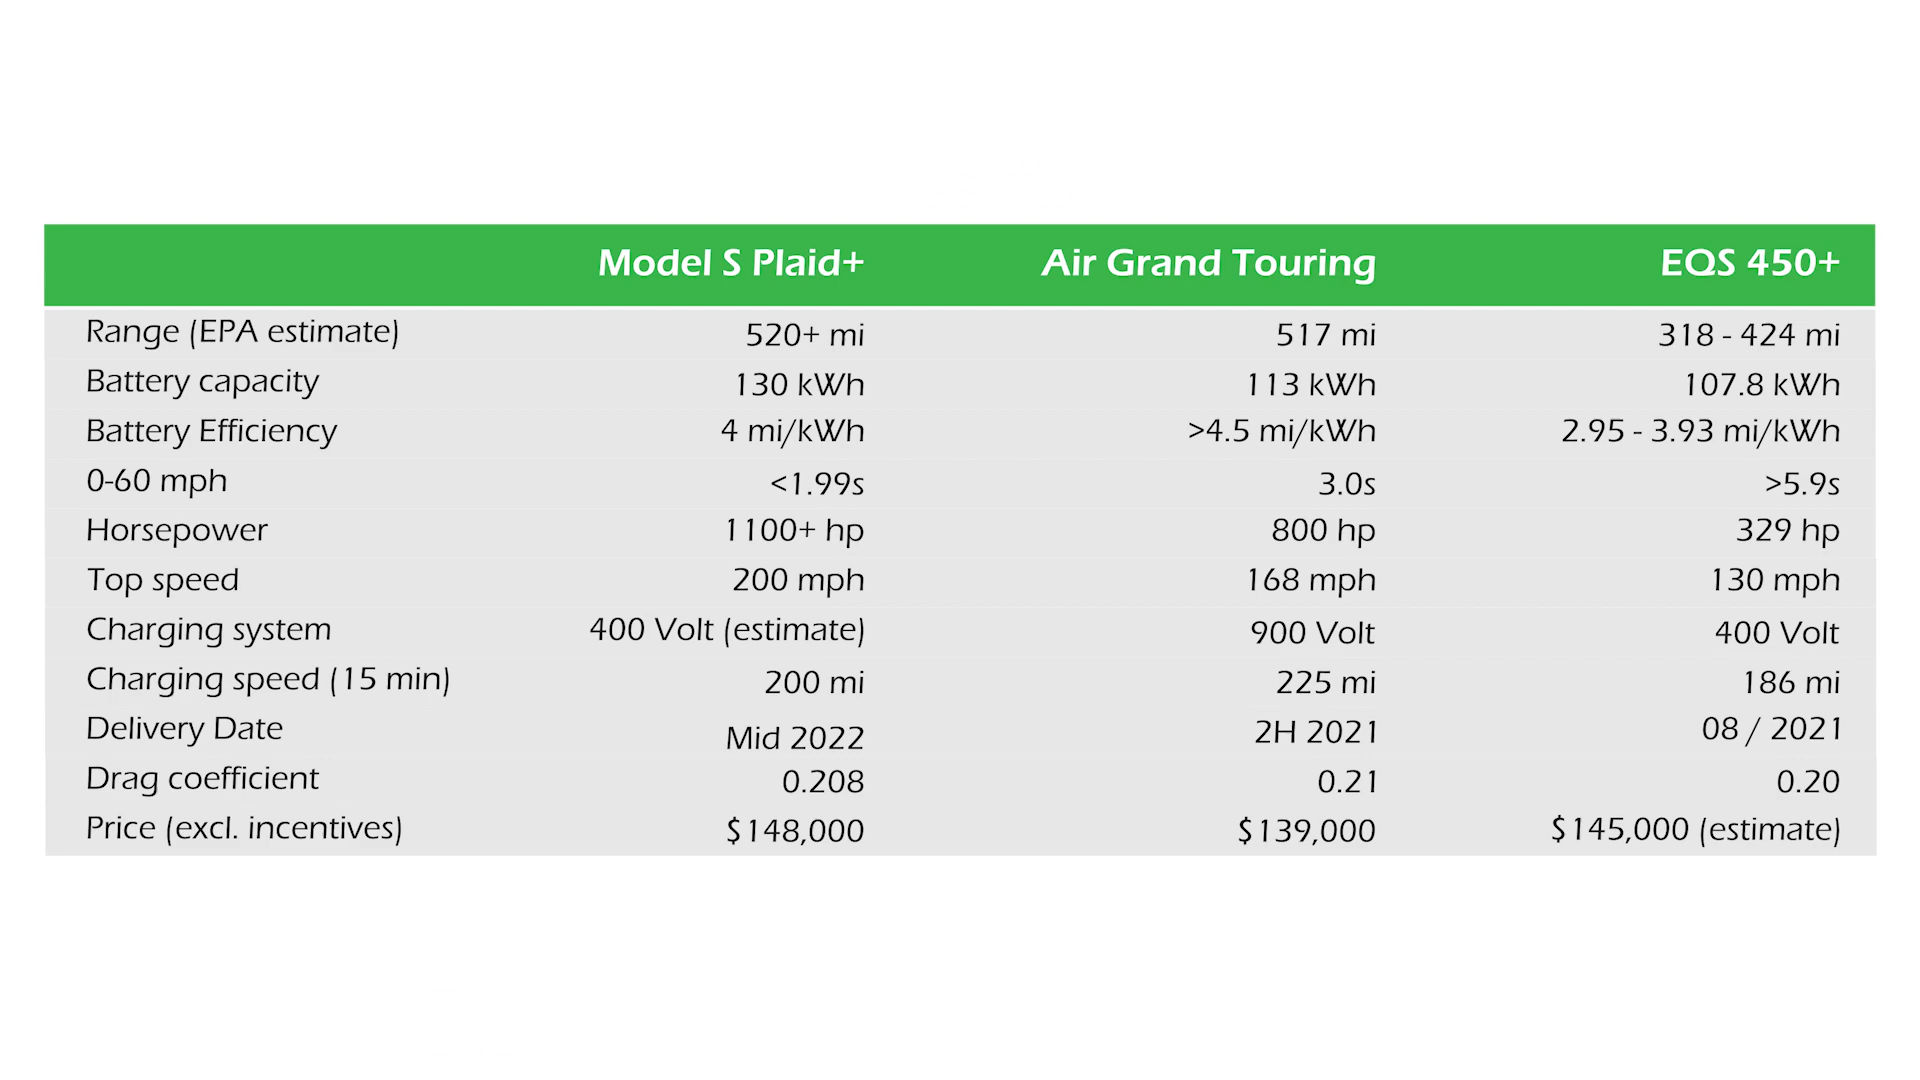 Model S Plaid+ Air Grand Touring EQS 450+
Range (EPA estimate) 520+ mi 517 mi 318 - 424 mi
Battery capacity 130 kWh 113 kWh 107.8 kWh
Battery Efficiency 4 mi/kWh >4.5 mi/kWh 2.95 - 3.93 mi/kWh
0-60 mph <1.99s 3.0s >5.9s
Horsepower 1100+ hp 800 hp 329 hp
Top speed 200 mph 168 mph 130 mph
Charging system 400 Volt (estimate) 900 Volt 400 Volt
Charging speed (15 min) 200 mi 225 mi 186 mi
Delivery Date Mid 2022 2H 2021 08 / 2021
Drag coefficient 0.208 0.21 0.20
Price (excl. incentives) $148,000 $139,000 $145,000 (estimate)